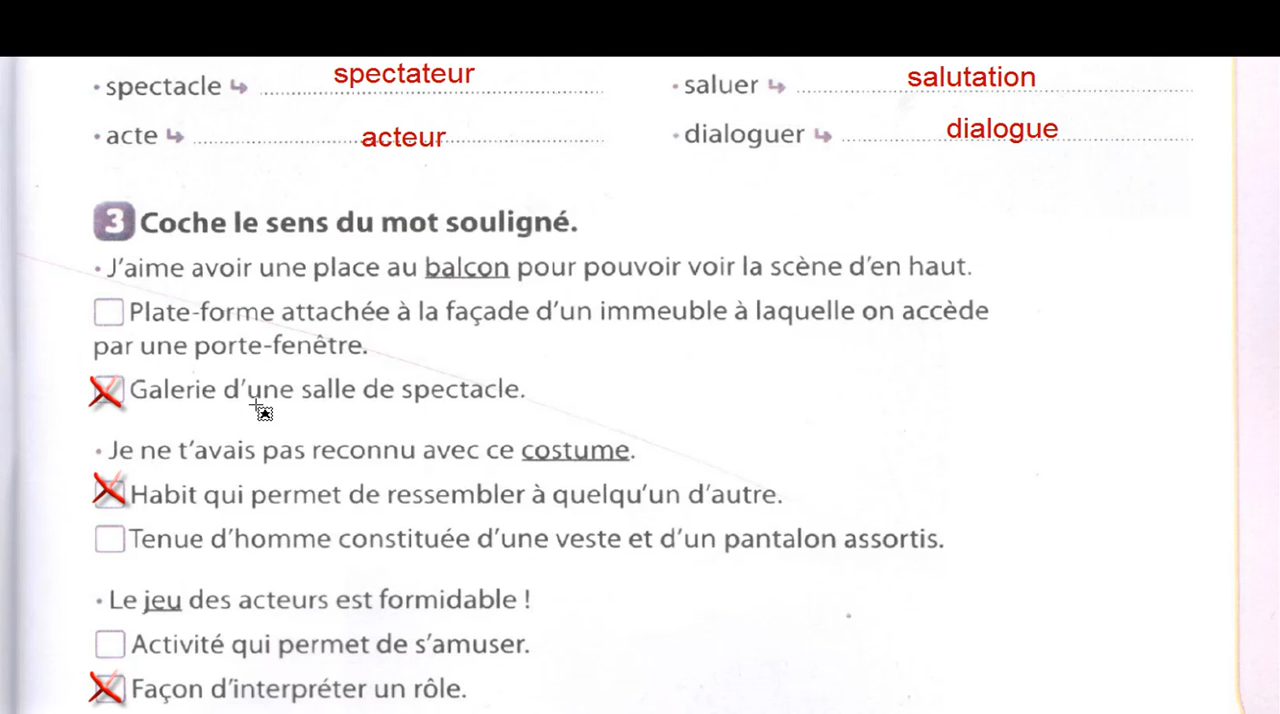 • spectacle ↳ spectateur • saluer ↳ salutation
• acte ↳ acteur • dialoguer ↳ dialogue
3 Coche le sens du mot souligné.
• J'aime avoir une place au balcon pour pouvoir voir la scène d'en haut.
Plate-forme attachée à la façade d'un immeuble à laquelle on accède
par une porte-fenêtre.
Galerie d'une salle de spectacle.
• Je ne t'avais pas reconnu avec ce costume.
Habit qui permet de ressembler à quelqu'un d'autre.
Tenue d'homme constituée d'une veste et d'un pantalon assortis.
• Le jeu des acteurs est formidable !
Activité qui permet de s'amuser.
Façon d'interpréter un rôle.